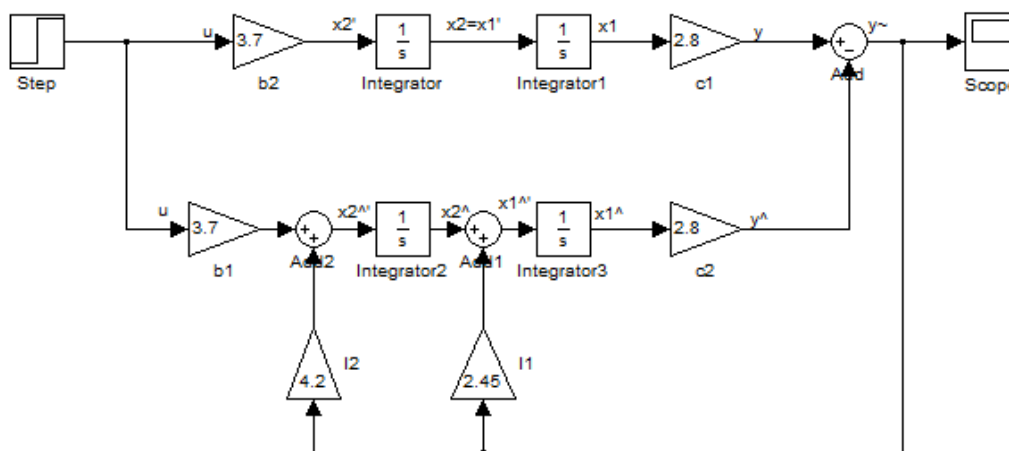 u
x2'
x2=x1'
x1
y
y~
3.7
1
s
1
s
2.8
+
−
Step
b2
Integrator
Integrator1
c1
Add
Scope
u
x2^'
x2^
x1^'
x1^
y^
3.7
+
+
1
s
+
+
1
s
2.8
b1
Add2
Integrator2
Add1
Integrator3
c2
l2
l1
4.2
2.45